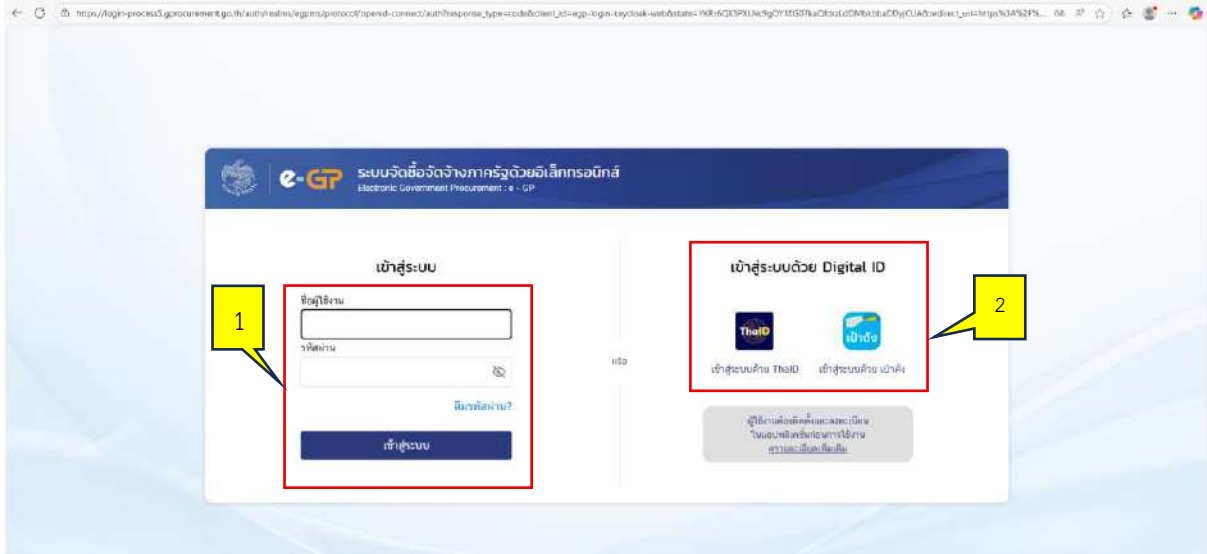 e-GP ระบบจัดซื้อจัดจ้างภาครัฐด้วยอิเล็กทรอนิกส์
Electronic Government Procurement : e - GP
เข้าสู่ระบบ
ชื่อผู้ใช้งาน
รหัสผ่าน
ลืมรหัสผ่าน?
เข้าสู่ระบบ
1
หรือ
เข้าสู่ระบบด้วย Digital ID
ThaID
เป๋าตัง
เข้าสู่ระบบด้วย ThaID
เข้าสู่ระบบด้วย เป๋าตัง
2
ผู้ใช้งานต้องติดตั้งและลงทะเบียน
ในแอปพลิเคชันก่อนการใช้งาน
ดูรายละเอียดเพิ่มเติม